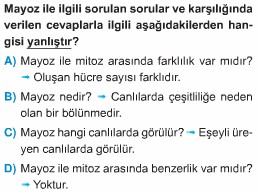 Mayoz ile ilgili sorulan sorular ve karşılığında
verilen cevaplarla ilgili aşağıdakilerden han-
gisi yanlıştır?
A) Mayoz ile mitoz arasında farklılık var mıdır?
➞ Oluşan hücre sayısı farklıdır.
B) Mayoz nedir? ➞ Canlılarda çeşitliliğe neden
olan bir bölünmedir.
C) Mayoz hangi canlılarda görülür? ➞ Eşeyli üre-
yen canlılarda görülür.
D) Mayoz ile mitoz arasında benzerlik var mıdır?
➞ Yoktur.